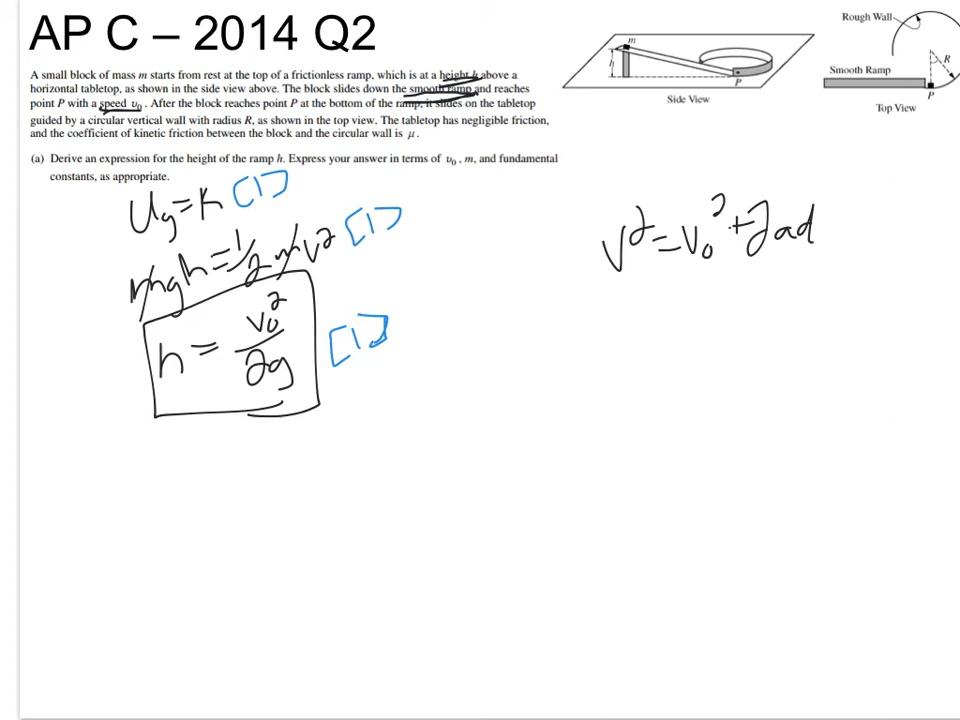 AP C – 2014 Q2
A small block of mass m starts from rest at the top of a frictionless ramp, which is at a height h above a
horizontal tabletop, as shown in the side view above. The block slides down the smooth ramp and reaches
point P with a speed v₀. After the block reaches point P at the bottom of the ramp, it slides on the tabletop
guided by a circular vertical wall with radius R, as shown in the top view. The tabletop has negligible friction,
and the coefficient of kinetic friction between the block and the circular wall is μ.
(a) Derive an expression for the height of the ramp h. Express your answer in terms of v₀, m, and fundamental
constants, as appropriate.
m
h
P
Side View
Rough Wall
R
Smooth Ramp
P
Top View
Ug = K [1]
mgh = 1/2 mv² [1]
h = v₀²/2g [1]
v² = v₀² + 2ad